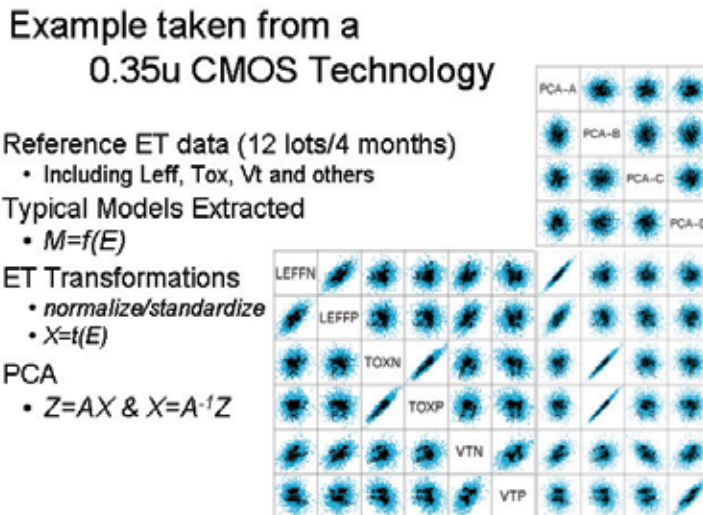 Example taken from a
0.35u CMOS Technology
Reference ET data (12 lots/4 months)
• Including Leff, Tox, Vt and others
Typical Models Extracted
• M=f(E)
ET Transformations
• normalize/standardize
• X=t(E)
PCA
• Z=AX & X=A⁻¹Z
PCA-A
PCA-B
PCA-C
PCA-D
LEFFN
LEFFP
TOXN
TOXP
VTN
VTP